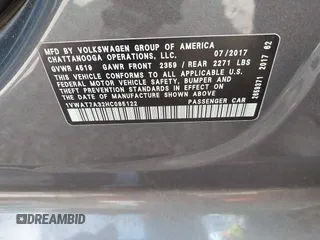 MFD BY VOLKSWAGEN GROUP OF AMERICA
CHATTANOOGA OPERATIONS, LLC. 07/2017
GVWR 4519 GAWR FRONT 2359 / REAR 2271 LBS
THIS VEHICLE CONFORMS TO ALL APPLICABLE
FEDERAL MOTOR VEHICLE SAFETY, BUMPER AND
THEFT PREVENTION STANDARDS IN EFFECT
ON THE DATE OF MANUFACTURE SHOWN ABOVE
1VWAT7A32HC085122 PASSENGER CAR
2017 02
© DREAMBID